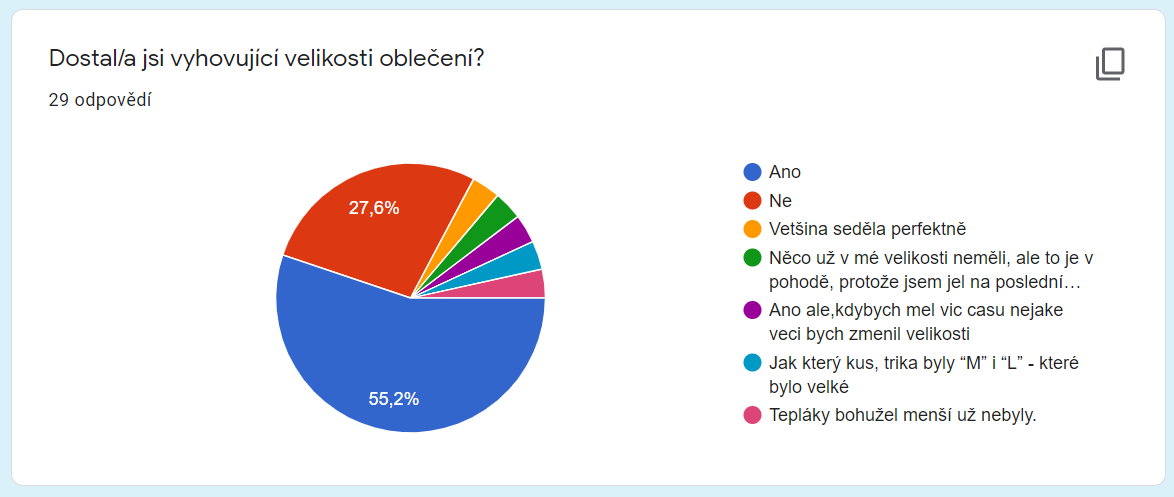 Dostal/a jsi vyhovující velikosti oblečení?
29 odpovědí
27,6%
55,2%
Ano
Ne
Vetšina seděla perfektně
Něco už v mé velikosti neměli, ale to je v
pohodě, protože jsem jel na poslední…
Ano ale,kdybych mel vic casu nejake
veci bych zmenil velikosti
Jak který kus, trika byly “M” i “L” - které
bylo velké
Tepláky bohužel menší už nebyly.